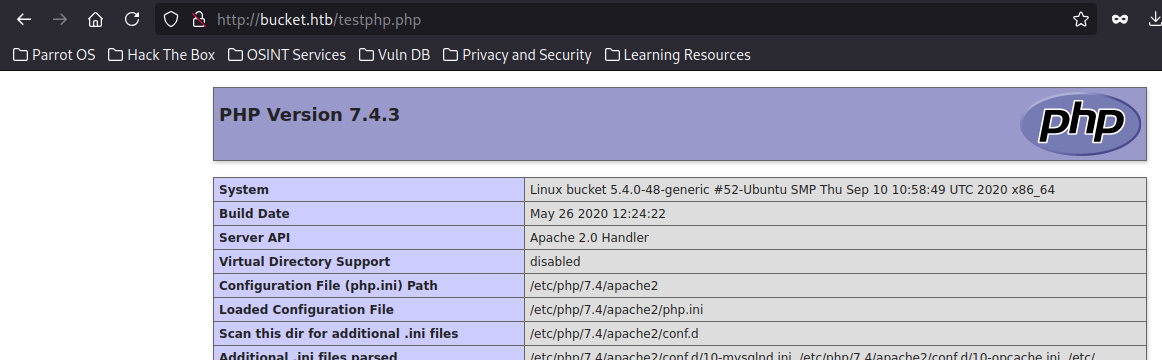 http://bucket.htb/testphp.php
Parrot OS Hack The Box OSINT Services Vuln DB Privacy and Security Learning Resources
PHP Version 7.4.3 php
System Linux bucket 5.4.0-48-generic #52-Ubuntu SMP Thu Sep 10 10:58:49 UTC 2020 x86_64
Build Date May 26 2020 12:24:22
Server API Apache 2.0 Handler
Virtual Directory Support disabled
Configuration File (php.ini) Path /etc/php/7.4/apache2
Loaded Configuration File /etc/php/7.4/apache2/php.ini
Scan this dir for additional .ini files /etc/php/7.4/apache2/conf.d
Additional .ini files parsed /etc/php/7.4/apache2/conf.d/10-mysqlnd.ini, /etc/php/7.4/apache2/conf.d/10-opcache.ini, /etc/